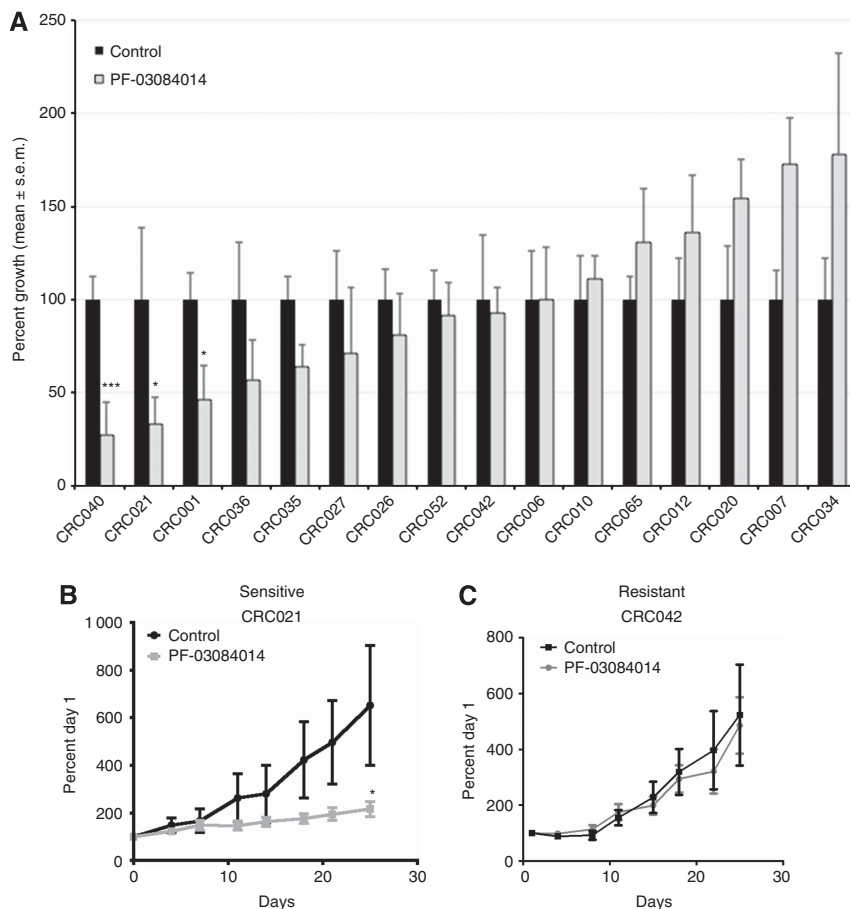 A
250
200
150
100
50
0
Percent growth (mean ± s.e.m.)
Control
PF-03084014
***
*
*
CRC040
CRC021
CRC001
CRC036
CRC035
CRC027
CRC026
CRC052
CRC042
CRC006
CRC010
CRC065
CRC012
CRC020
CRC007
CRC034
B
Sensitive
CRC021
1 000
800
600
400
200
0
Percent day 1
Control
PF-03084014
*
0
10
20
30
Days
C
Resistant
CRC042
800
600
400
200
0
Percent day 1
Control
PF-03084014
0
10
20
30
Days